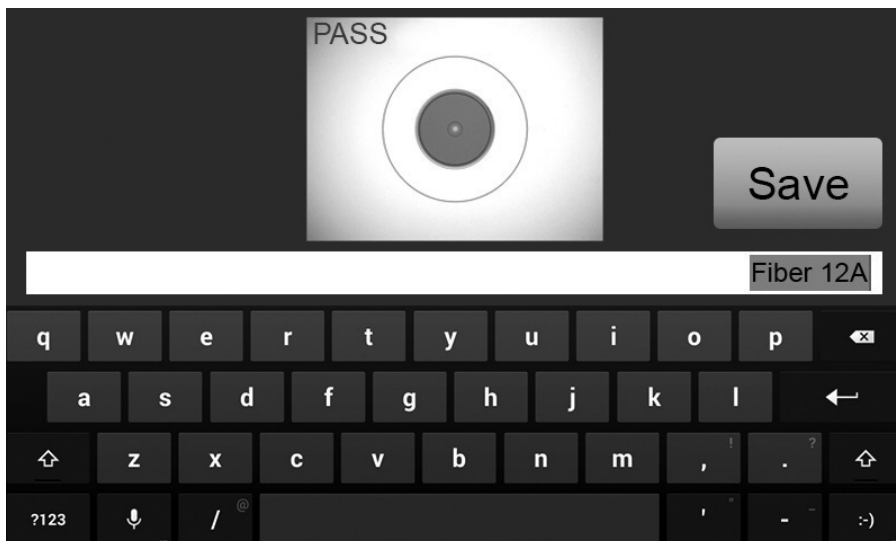 PASS
Save
Fiber 12A
q w e r t y u i o p
a s d f g h j k l
z x c v b n m , ! . ?
?123 / @ ' " - _ :-)